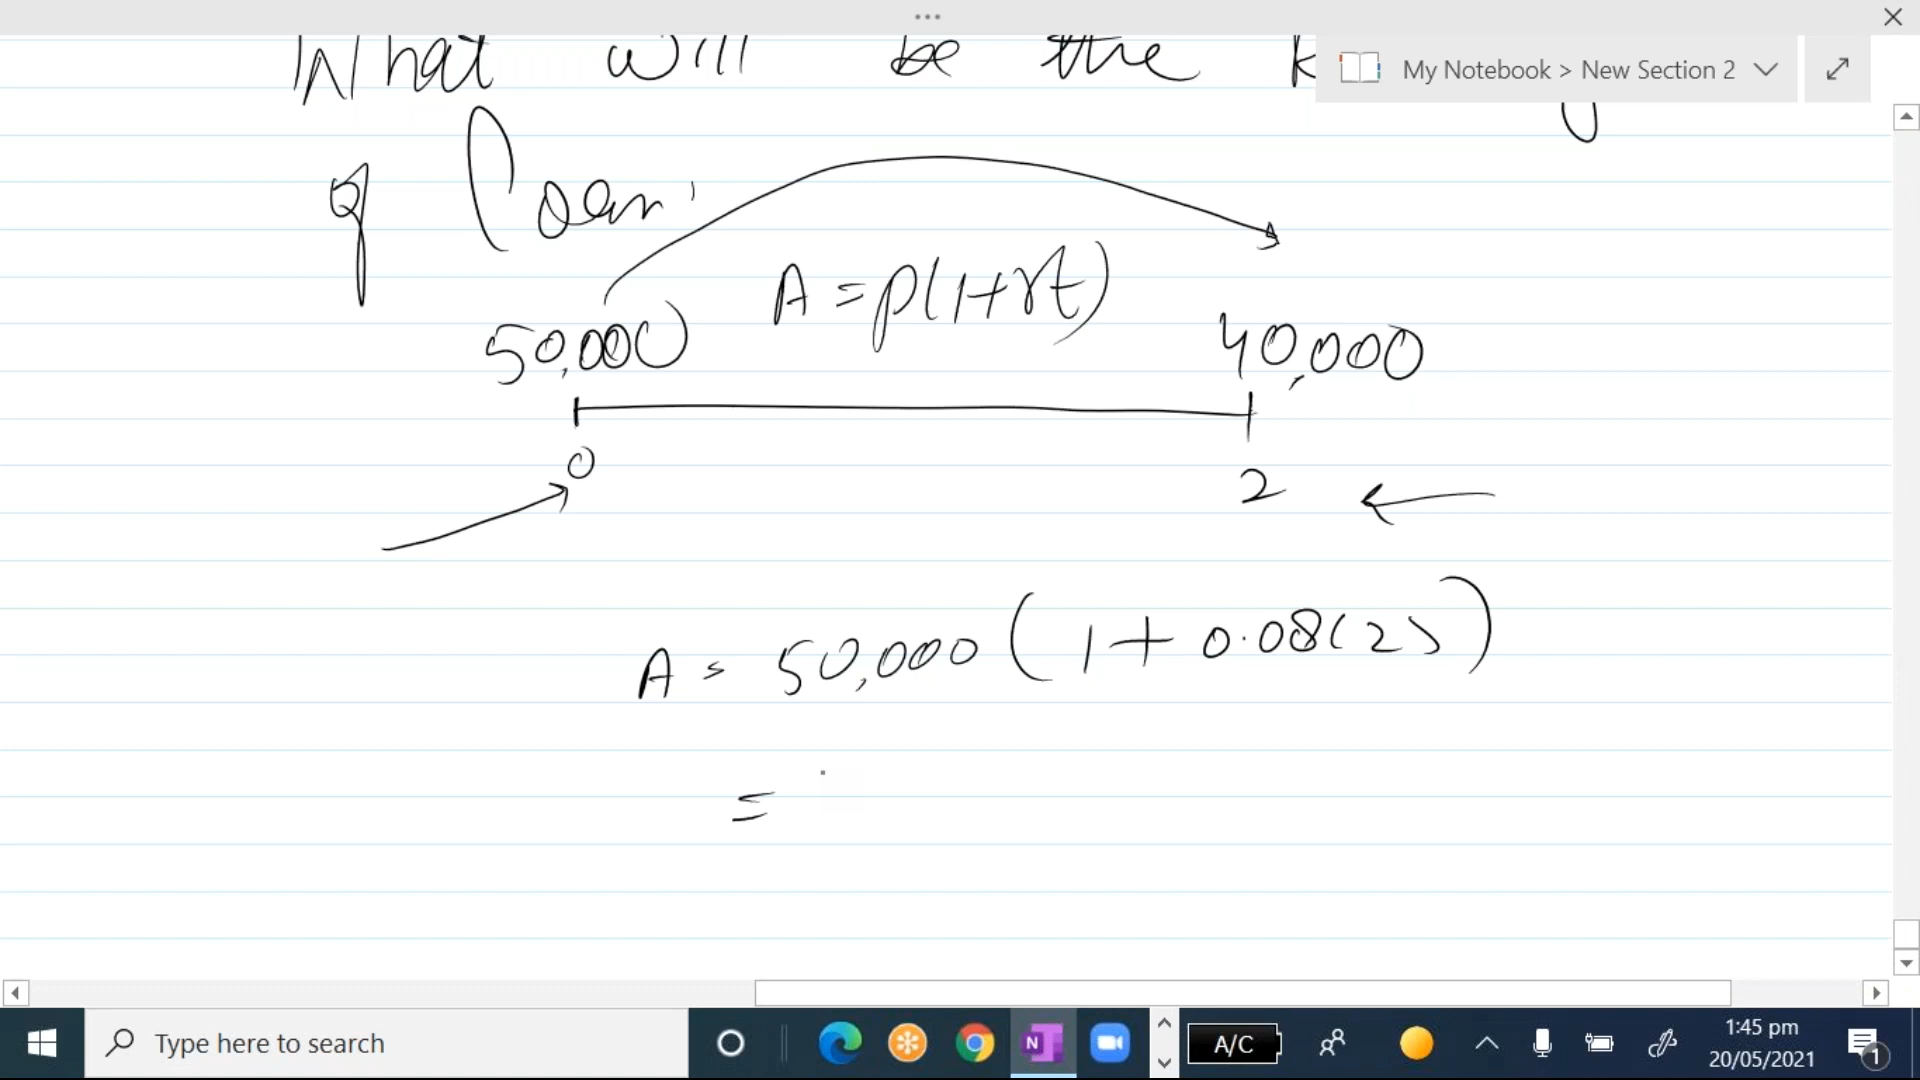 ...
What will be the
My Notebook > New Section 2
of loan.
A = P(1+rt)
50,000
40,000
0
2
A = 50,000 (1 + 0.08(2))
=
Type here to search
N
A/C
1:45 pm
20/05/2021
1